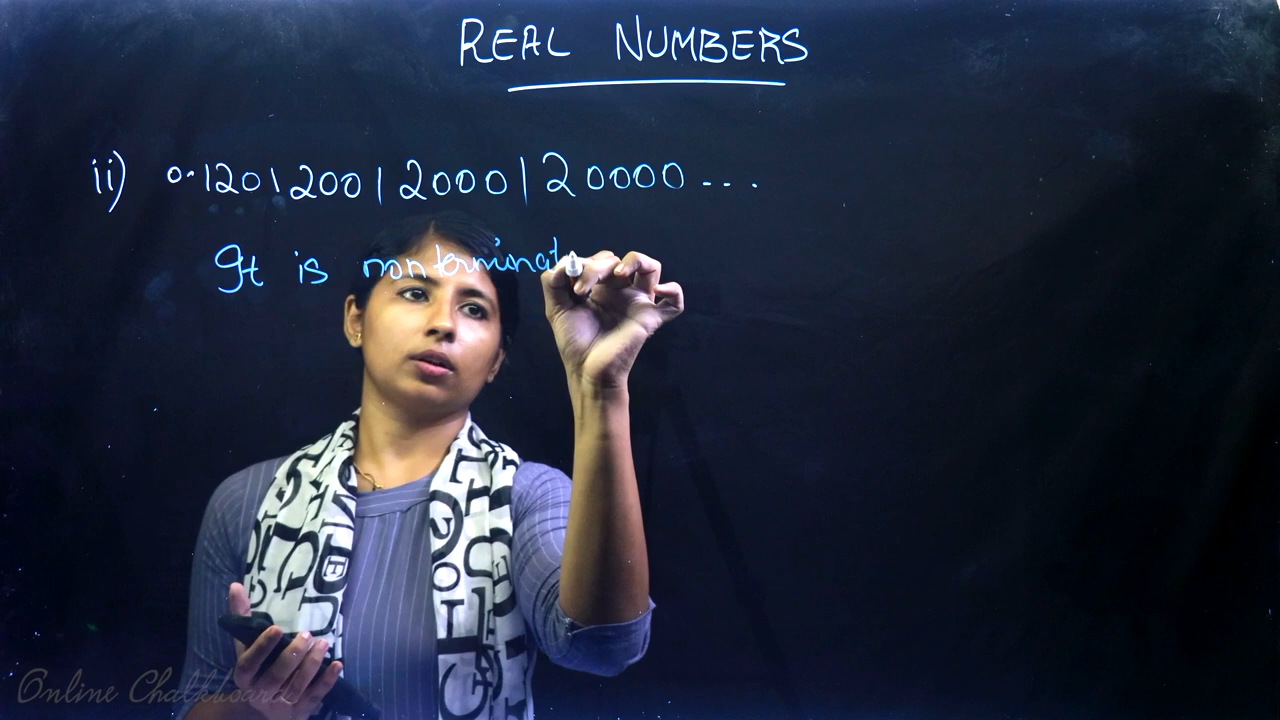 REAL NUMBERS
ii) 0.120120012000120000...
It is nonterminat
Online Chalkboard